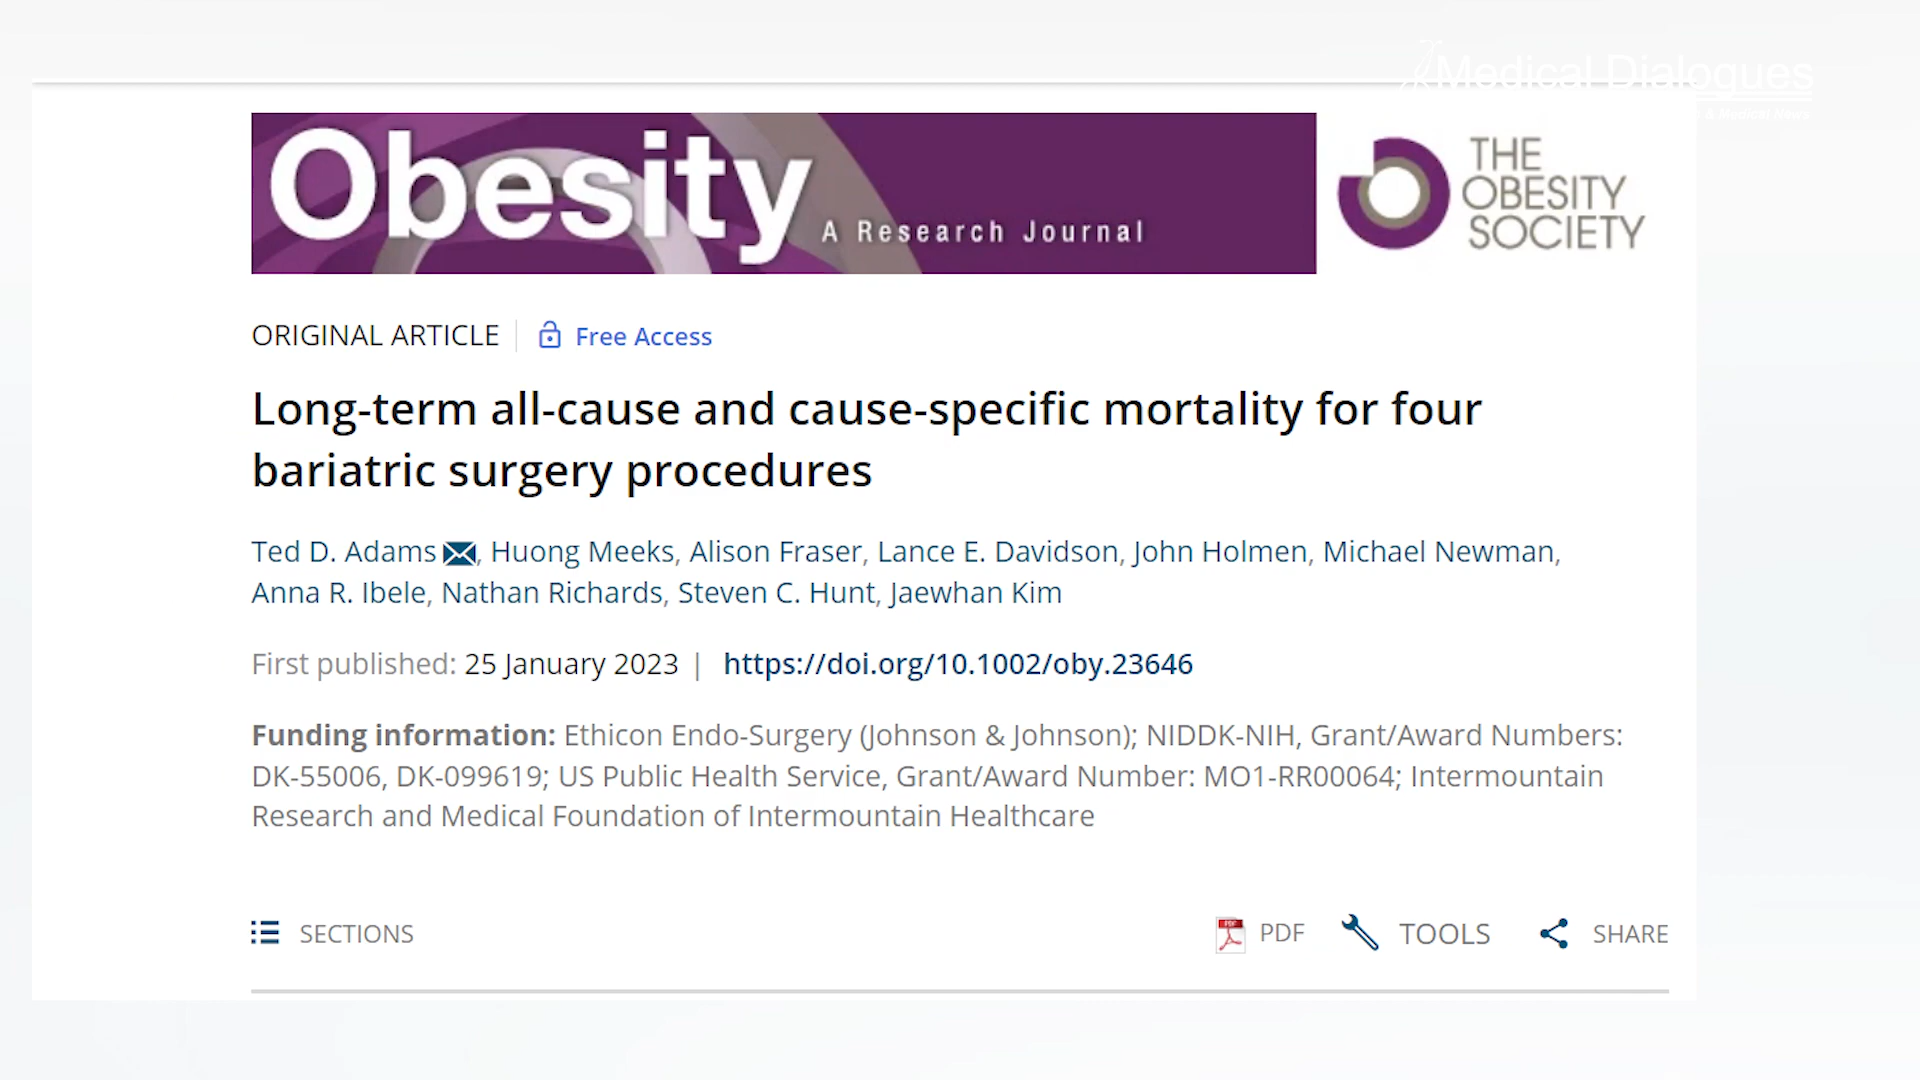 Medical Dialogues
& Medical News
Obesity
A Research Journal
THE
OBESITY
SOCIETY
ORIGINAL ARTICLE
Free Access
Long-term all-cause and cause-specific mortality for four
bariatric surgery procedures
Ted D. Adams, Huong Meeks, Alison Fraser, Lance E. Davidson, John Holmen, Michael Newman,
Anna R. Ibele, Nathan Richards, Steven C. Hunt, Jaewhan Kim
First published: 25 January 2023 | https://doi.org/10.1002/oby.23646
Funding information: Ethicon Endo-Surgery (Johnson & Johnson); NIDDK-NIH, Grant/Award Numbers:
DK-55006, DK-099619; US Public Health Service, Grant/Award Number: MO1-RR00064; Intermountain
Research and Medical Foundation of Intermountain Healthcare
SECTIONS
PDF
TOOLS
SHARE